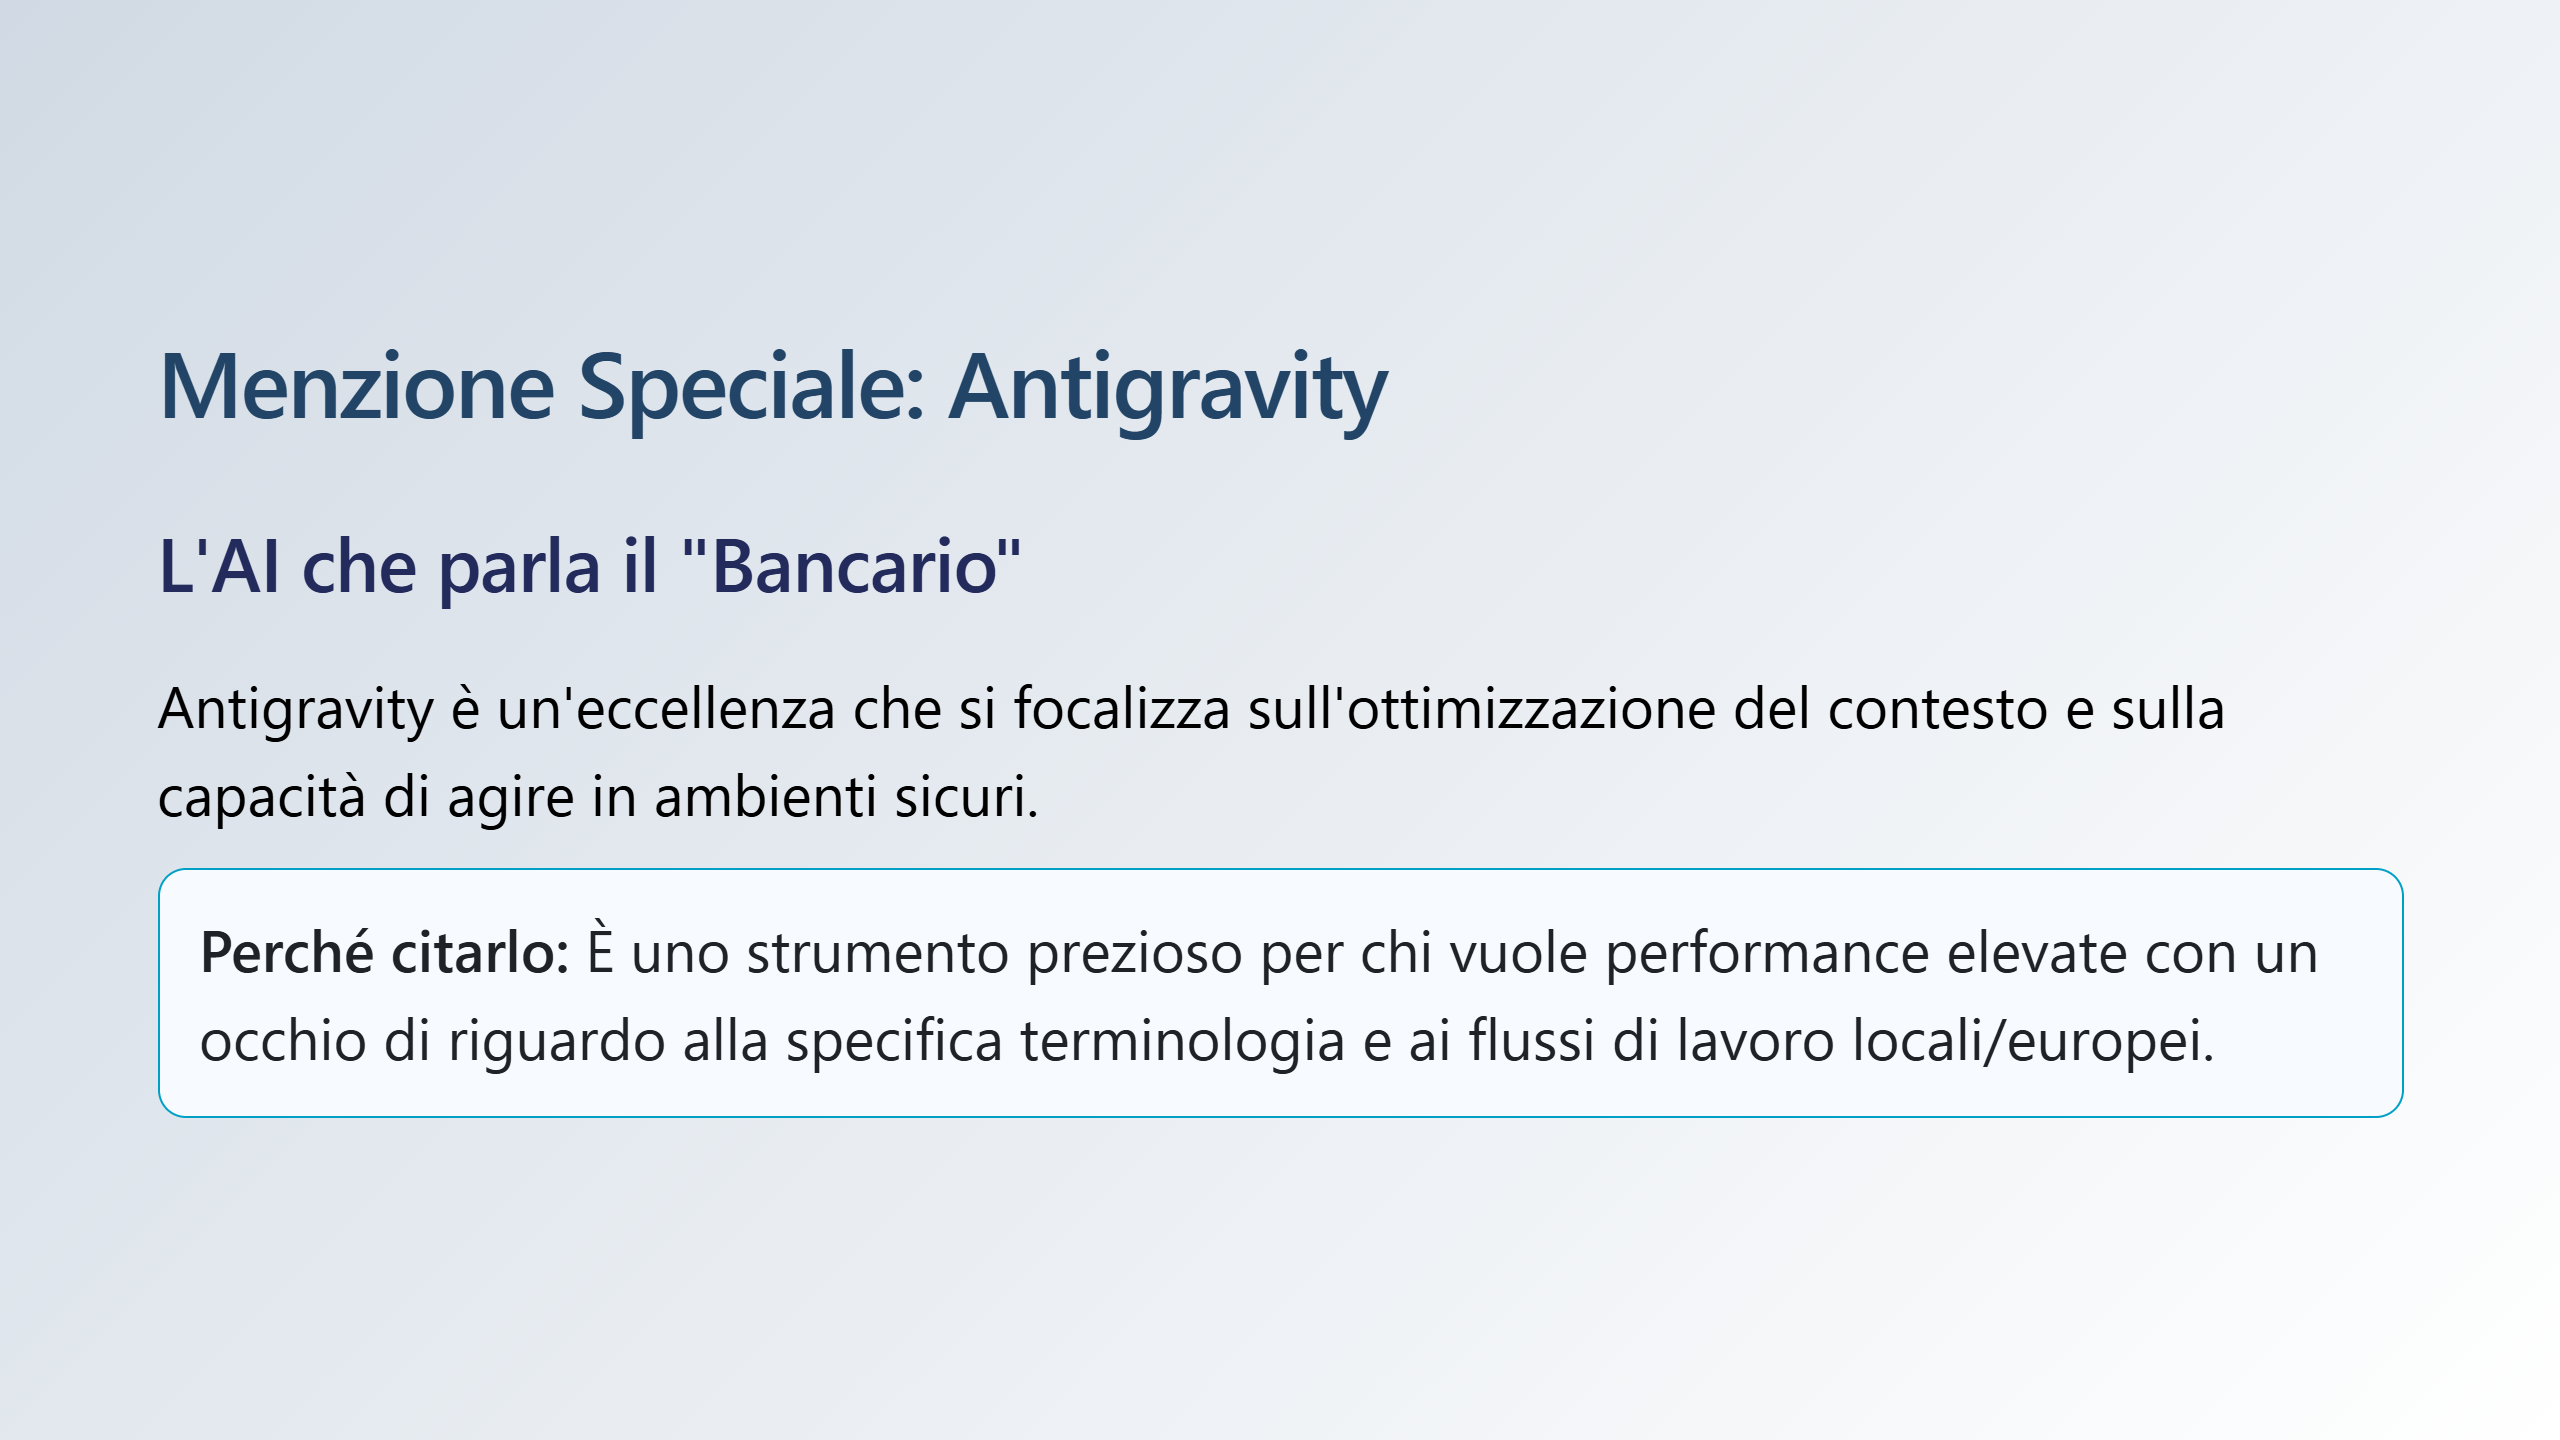 Menzione Speciale: Antigravity
L'AI che parla il "Bancario"
Antigravity è un'eccellenza che si focalizza sull'ottimizzazione del contesto e sulla
capacità di agire in ambienti sicuri.
Perché citarlo: È uno strumento prezioso per chi vuole performance elevate con un
occhio di riguardo alla specifica terminologia e ai flussi di lavoro locali/europei.